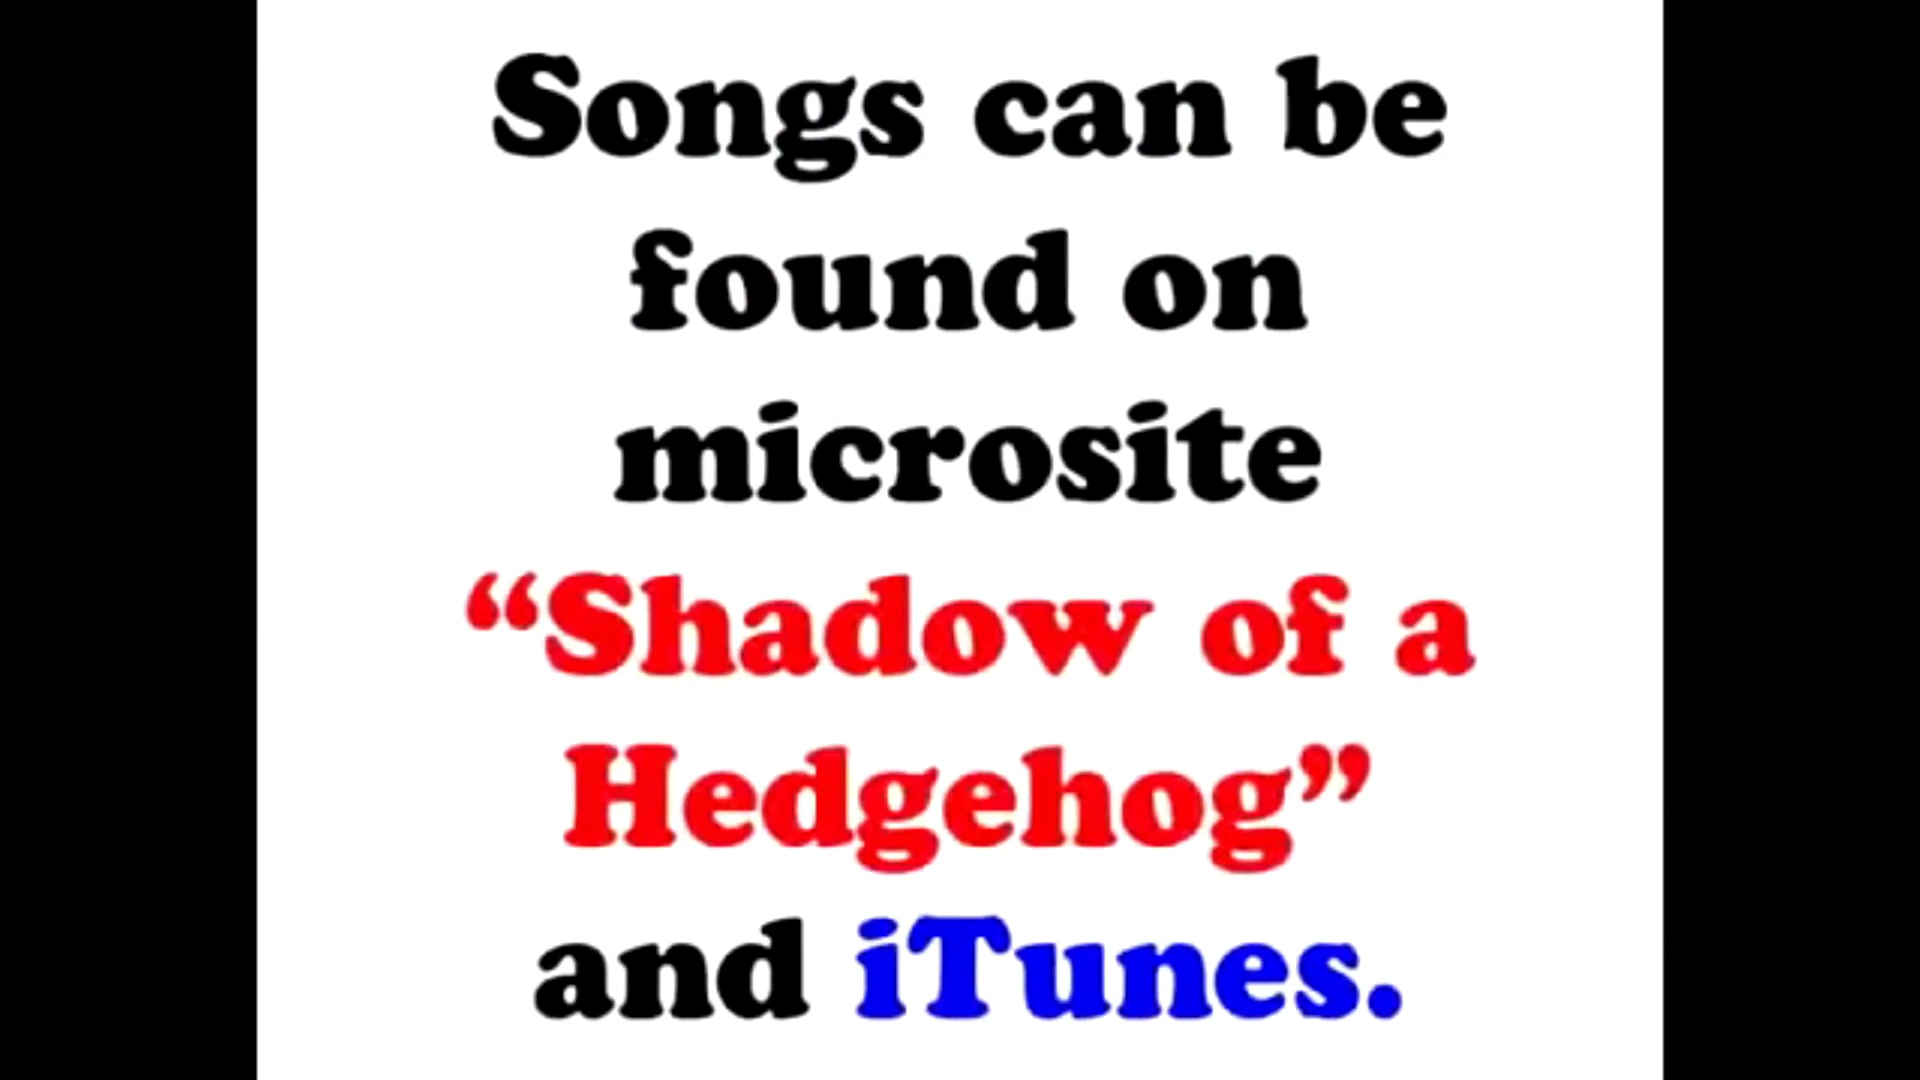 Songs can be
found on
microsite
“Shadow of a
Hedgehog”
and iTunes.